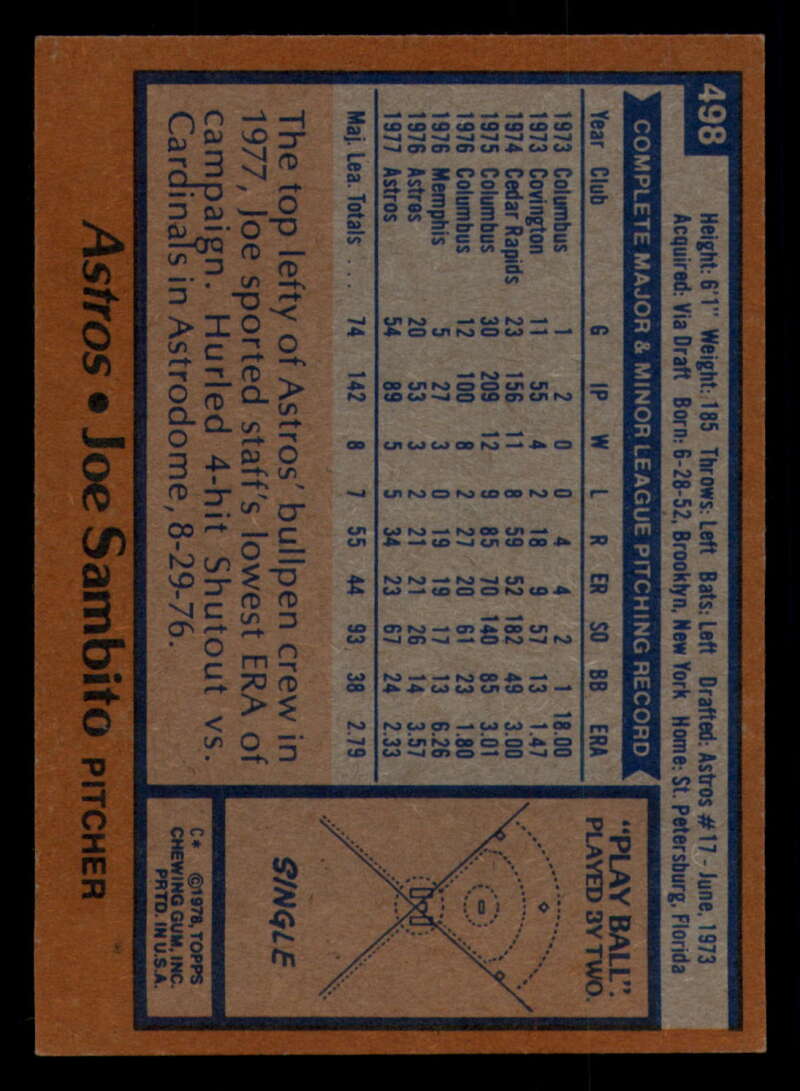 498
Height: 6'1" Weight: 185 Throws: Left Bats: Left Drafted: Astros #17 - June, 1973
Acquired: Via Draft Born: 6-28-52, Brooklyn, New York Home: St. Petersburg, Florida
COMPLETE MAJOR & MINOR LEAGUE PITCHING RECORD
Year Club G IP W L R ER SO BB ERA
1973 Columbus 1 2 0 0 4 4 2 1 18.00
1973 Covington 11 55 4 2 18 9 57 13 1.47
1974 Cedar Rapids 23 156 11 8 59 52 182 49 3.00
1975 Columbus 30 209 12 9 85 70 140 85 3.01
1976 Columbus 12 100 8 2 27 20 61 23 1.80
1976 Memphis 5 27 3 0 19 19 17 13 6.26
1976 Astros 20 53 3 2 21 21 26 14 3.57
1977 Astros 54 89 5 5 34 23 67 24 2.33
Maj. Lea. Totals . . . 74 142 8 7 55 44 93 38 2.79
The top lefty of Astros' bullpen crew in
1977, Joe sported staff's lowest ERA of
campaign. Hurled 4-hit Shutout vs.
Cardinals in Astrodome, 8-29-76.
"PLAY BALL".
PLAYED BY TWO.
SINGLE
C* ©1978, TOPPS
CHEWING GUM, INC.
PRTD. IN U.S.A.
Astros • Joe Sambito PITCHER